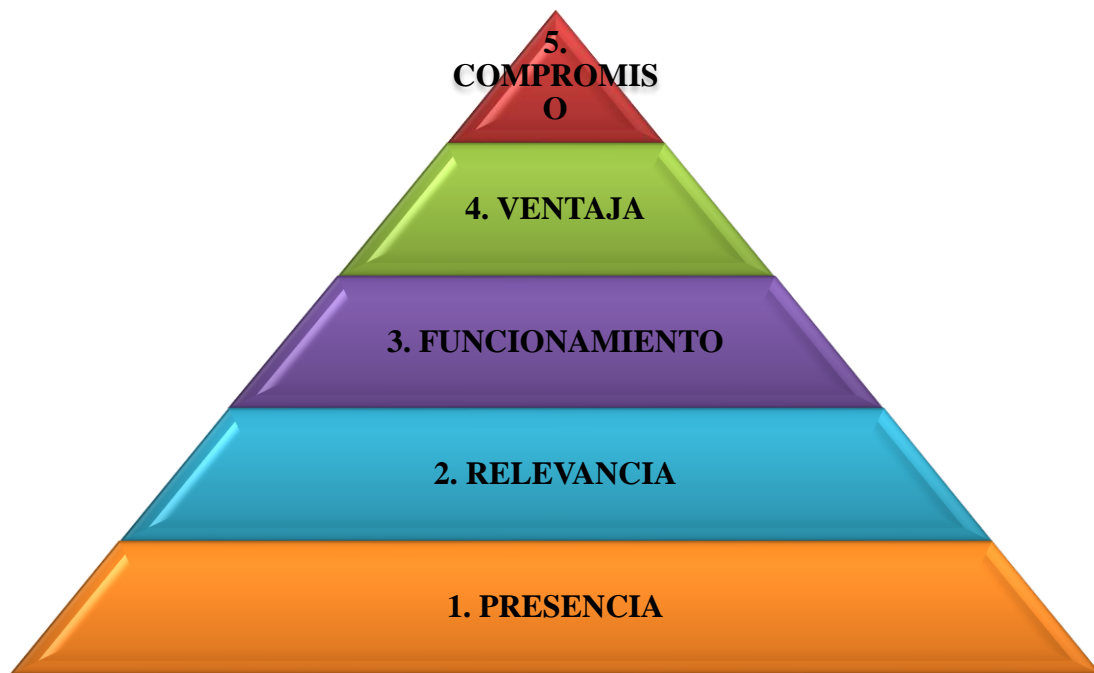 5.
COMPROMIS
O
4. VENTAJA
3. FUNCIONAMIENTO
2. RELEVANCIA
1. PRESENCIA